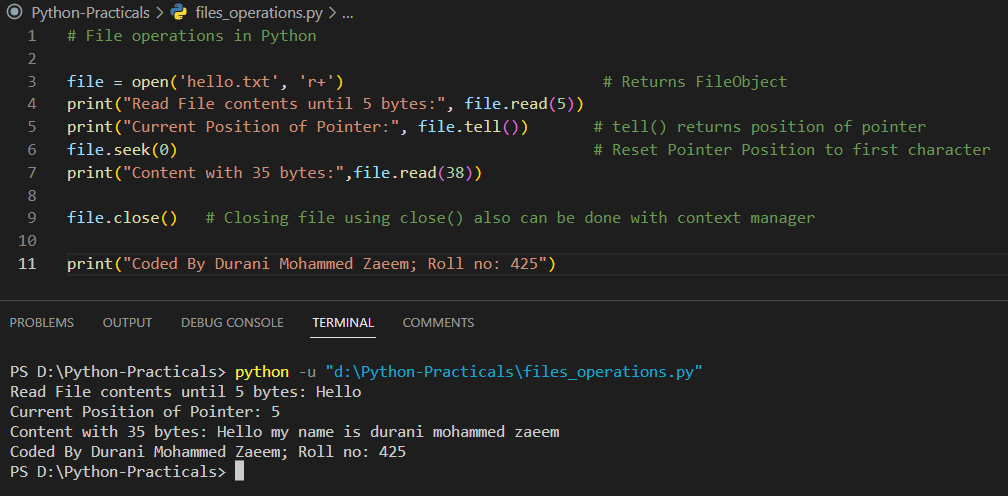 Python-Practicals > files_operations.py > ...
1 # File operations in Python
2
3 file = open('hello.txt', 'r+') # Returns FileObject
4 print("Read File contents until 5 bytes:", file.read(5))
5 print("Current Position of Pointer:", file.tell()) # tell() returns position of pointer
6 file.seek(0) # Reset Pointer Position to first character
7 print("Content with 35 bytes:",file.read(38))
8
9 file.close() # Closing file using close() also can be done with context manager
10
11 print("Coded By Durani Mohammed Zaeem; Roll no: 425")
PROBLEMS OUTPUT DEBUG CONSOLE TERMINAL COMMENTS
PS D:\Python-Practicals> python -u "d:\Python-Practicals\files_operations.py"
Read File contents until 5 bytes: Hello
Current Position of Pointer: 5
Content with 35 bytes: Hello my name is durani mohammed zaeem
Coded By Durani Mohammed Zaeem; Roll no: 425
PS D:\Python-Practicals>